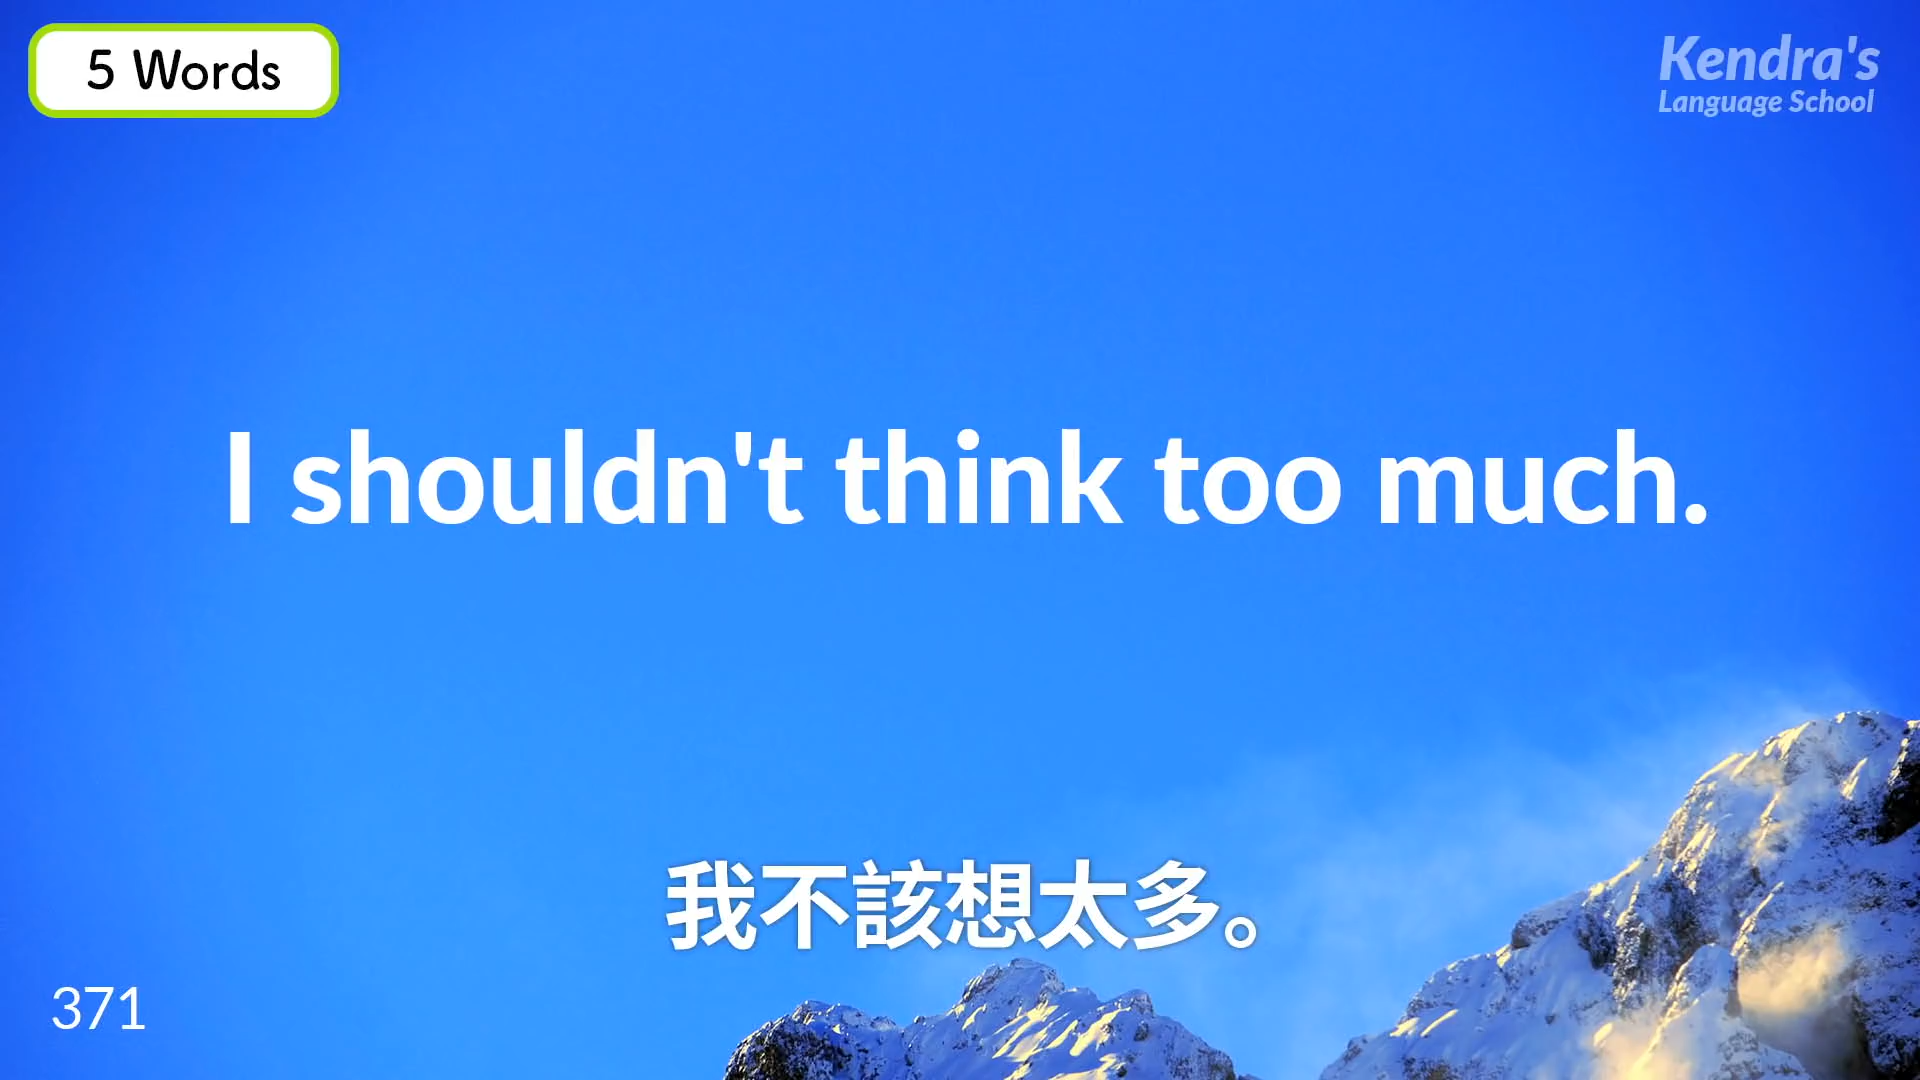 5 Words
Kendra's
Language School
I shouldn't think too much.
我不該想太多。
371